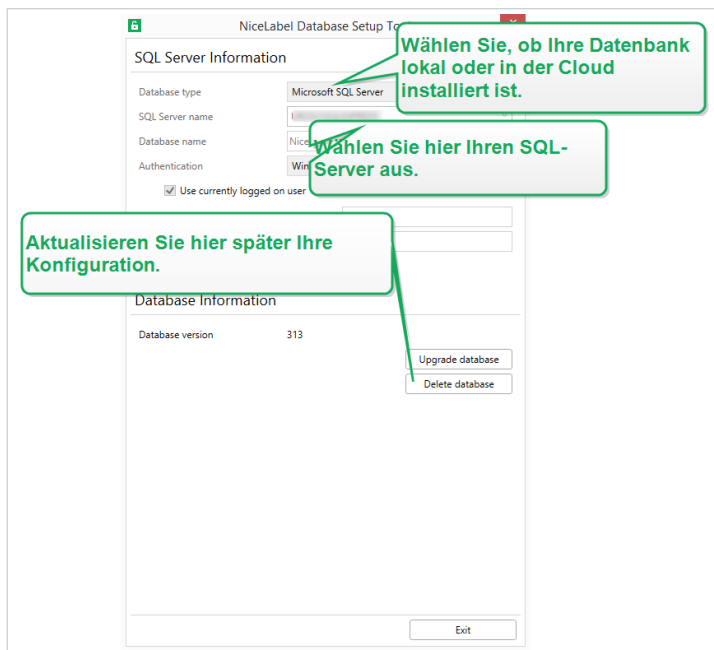 NiceLabel Database Setup
SQL Server Information
Wählen Sie, ob Ihre Datenbank
lokal oder in der Cloud
installiert ist.
Database type
Microsoft SQL Server
SQL Server name
Database name
Wählen Sie hier Ihren SQL-
Server aus.
Authentication
Use currently logged on user
Aktualisieren Sie hier später Ihre
Konfiguration.
Database Information
Database version
313
Upgrade database
Delete database
Exit